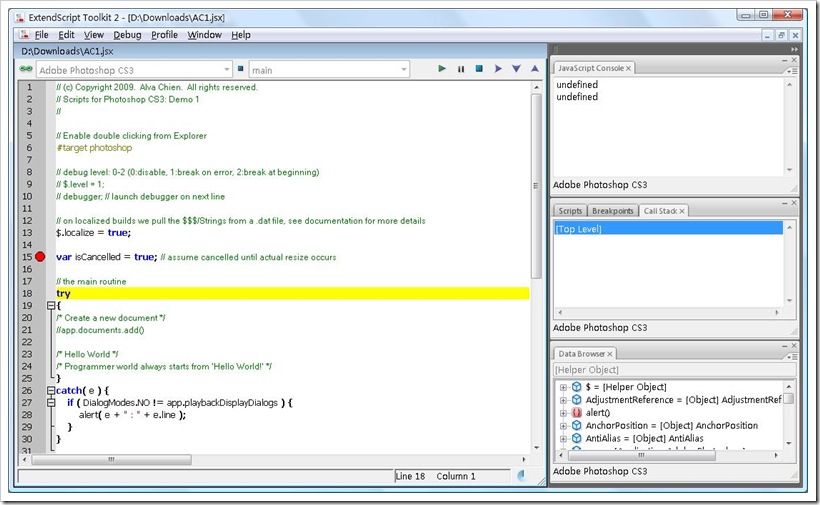 ExtendScript Toolkit 2 - [D:\Downloads\AC1.jsx]
File Edit View Debug Profile Window Help
D:\Downloads\AC1.jsx
Adobe Photoshop CS3 main
1 // (c) Copyright 2009. Alva Chien. All rights reserved.
2 // Scripts for Photoshop CS3: Demo 1
3 //
4
5 // Enable double clicking from Explorer
6 #target photoshop
7
8 // debug level: 0-2 (0:disable, 1:break on error, 2:break at beginning)
9 // $.level = 1;
10 // debugger; // launch debugger on next line
11
12 // on localized builds we pull the $$$/Strings from a .dat file, see documentation for more details
13 $.localize = true;
14
15 var isCancelled = true; // assume cancelled until actual resize occurs
16
17 // the main routine
18 try
19 {
20 /* Create a new document */
21 //app.documents.add()
22
23 /* Hello World */
24 /* Programmer world always starts from 'Hello World!' */
25 }
26 catch( e ) {
27 if ( DialogModes.NO != app.playbackDisplayDialogs ) {
28 alert( e + " : " + e.line );
29 }
30 }
31
Line 18 Column 1
JavaScript Console
undefined
undefined
Adobe Photoshop CS3
Scripts Breakpoints Call Stack
[Top Level]
Adobe Photoshop CS3
Data Browser
[Helper Object]
$ = [Helper Object]
AdjustmentReference = [Object] AdjustmentRef
alert()
AnchorPosition = [Object] AnchorPosition
AntiAlias = [Object] AntiAlias
Adobe Photoshop CS3